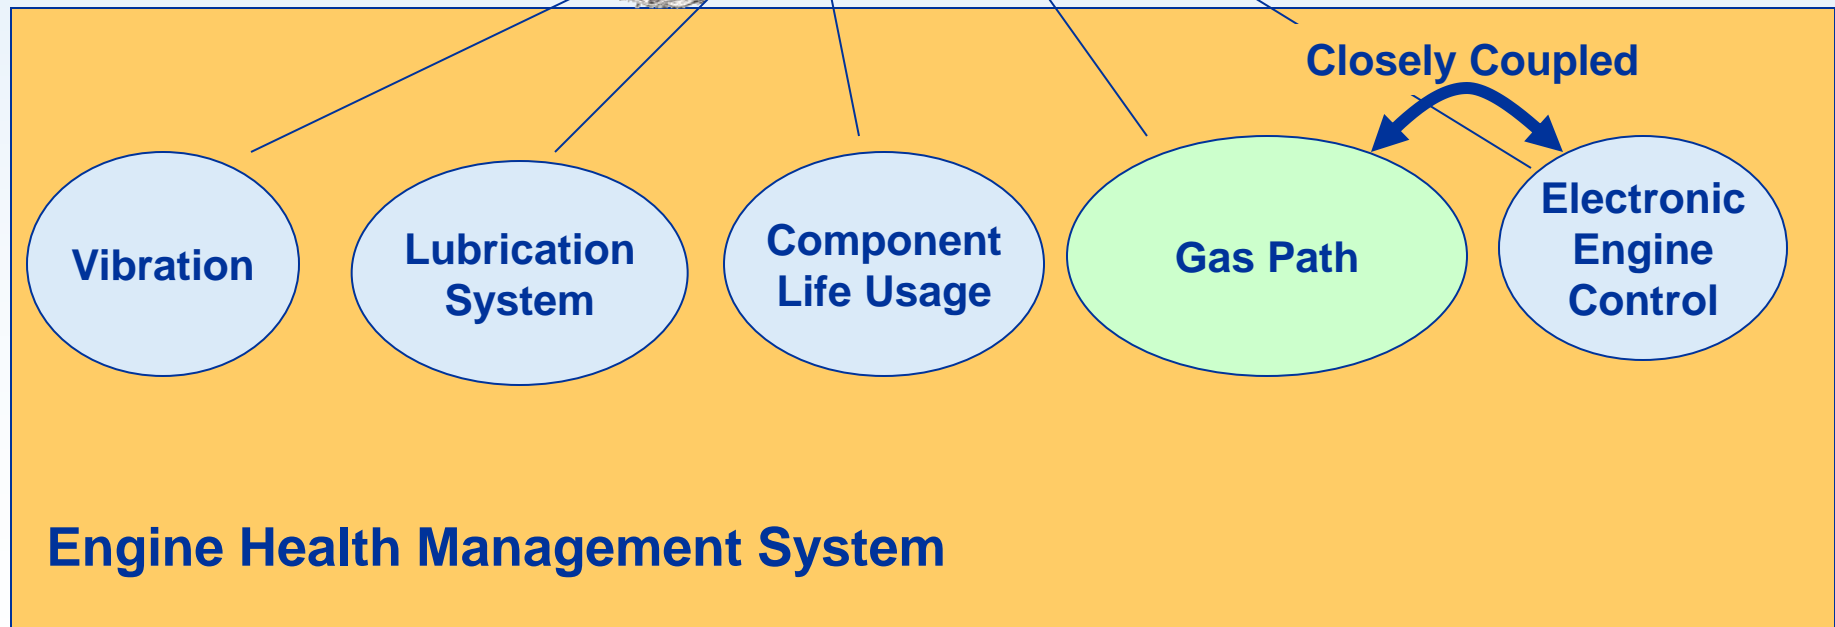 Closely Coupled
Vibration
Lubrication
System
Component
Life Usage
Gas Path
Electronic
Engine
Control
Engine Health Management System